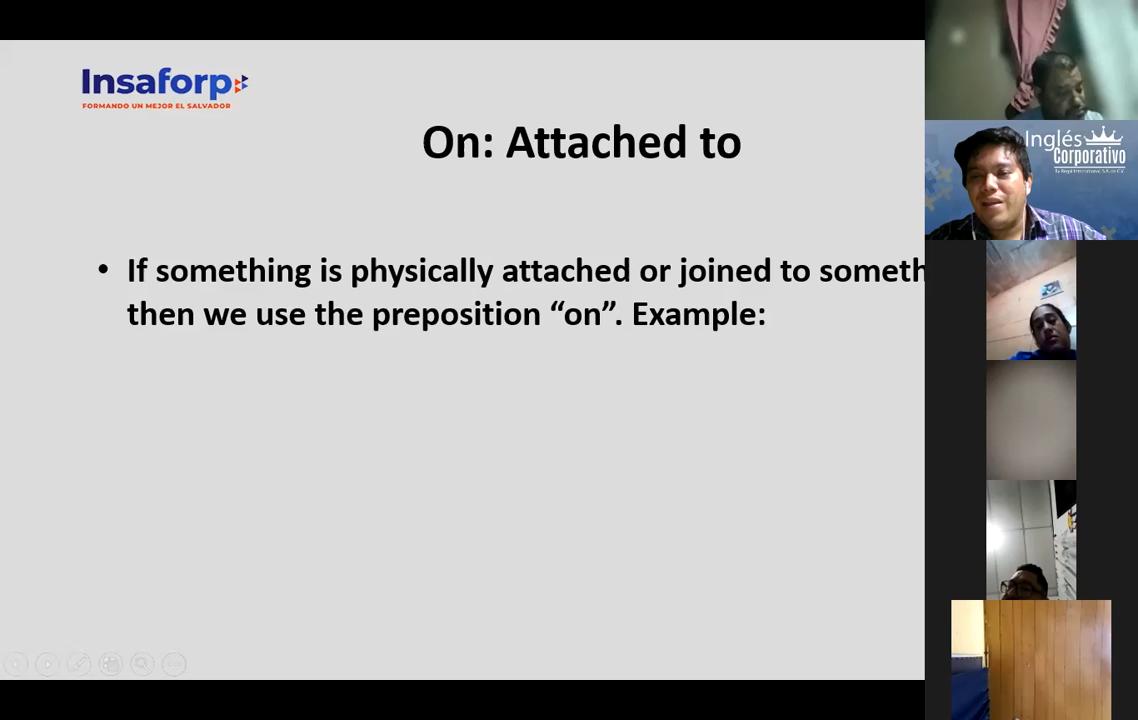 Insaforp
FORMANDO UN MEJOR EL SALVADOR
On: Attached to
• If something is physically attached or joined to someth
then we use the preposition “on”. Example:
Inglés
Corporativo